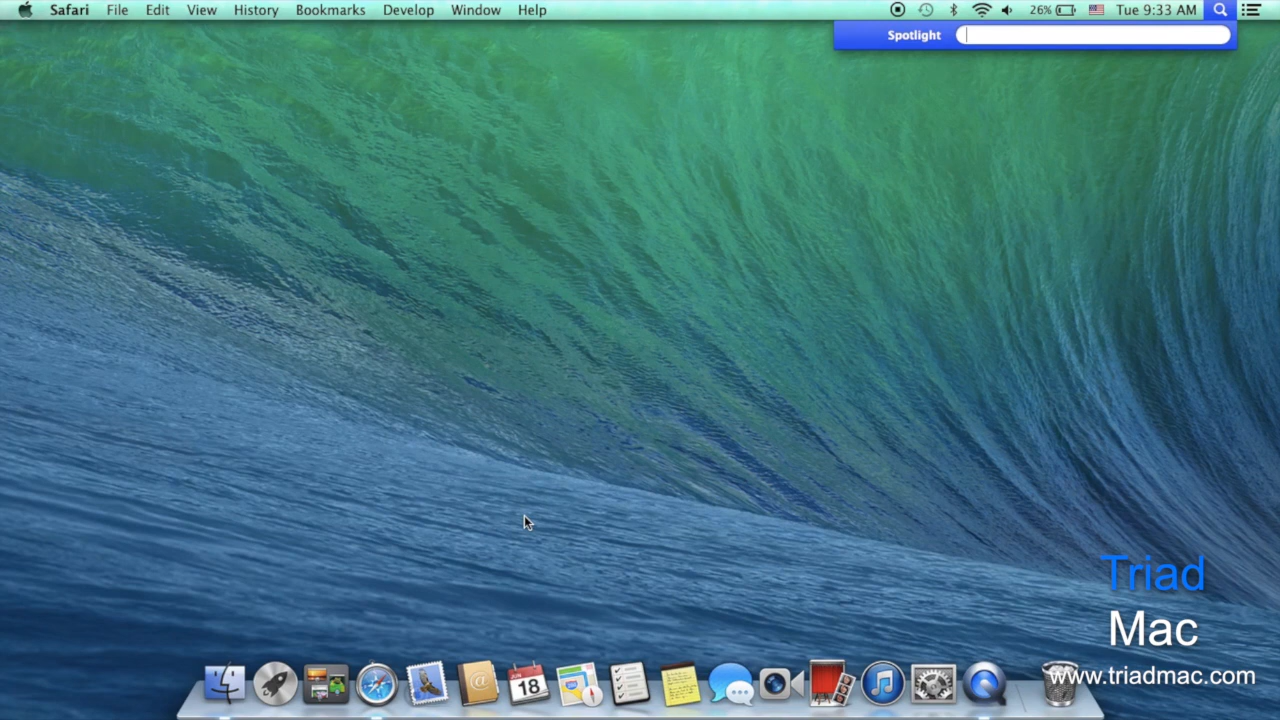 Safari File Edit View History Bookmarks Develop Window Help 26% Tue 9:33 AM
Spotlight
JUN
18
Triad
Mac
www.triadmac.com